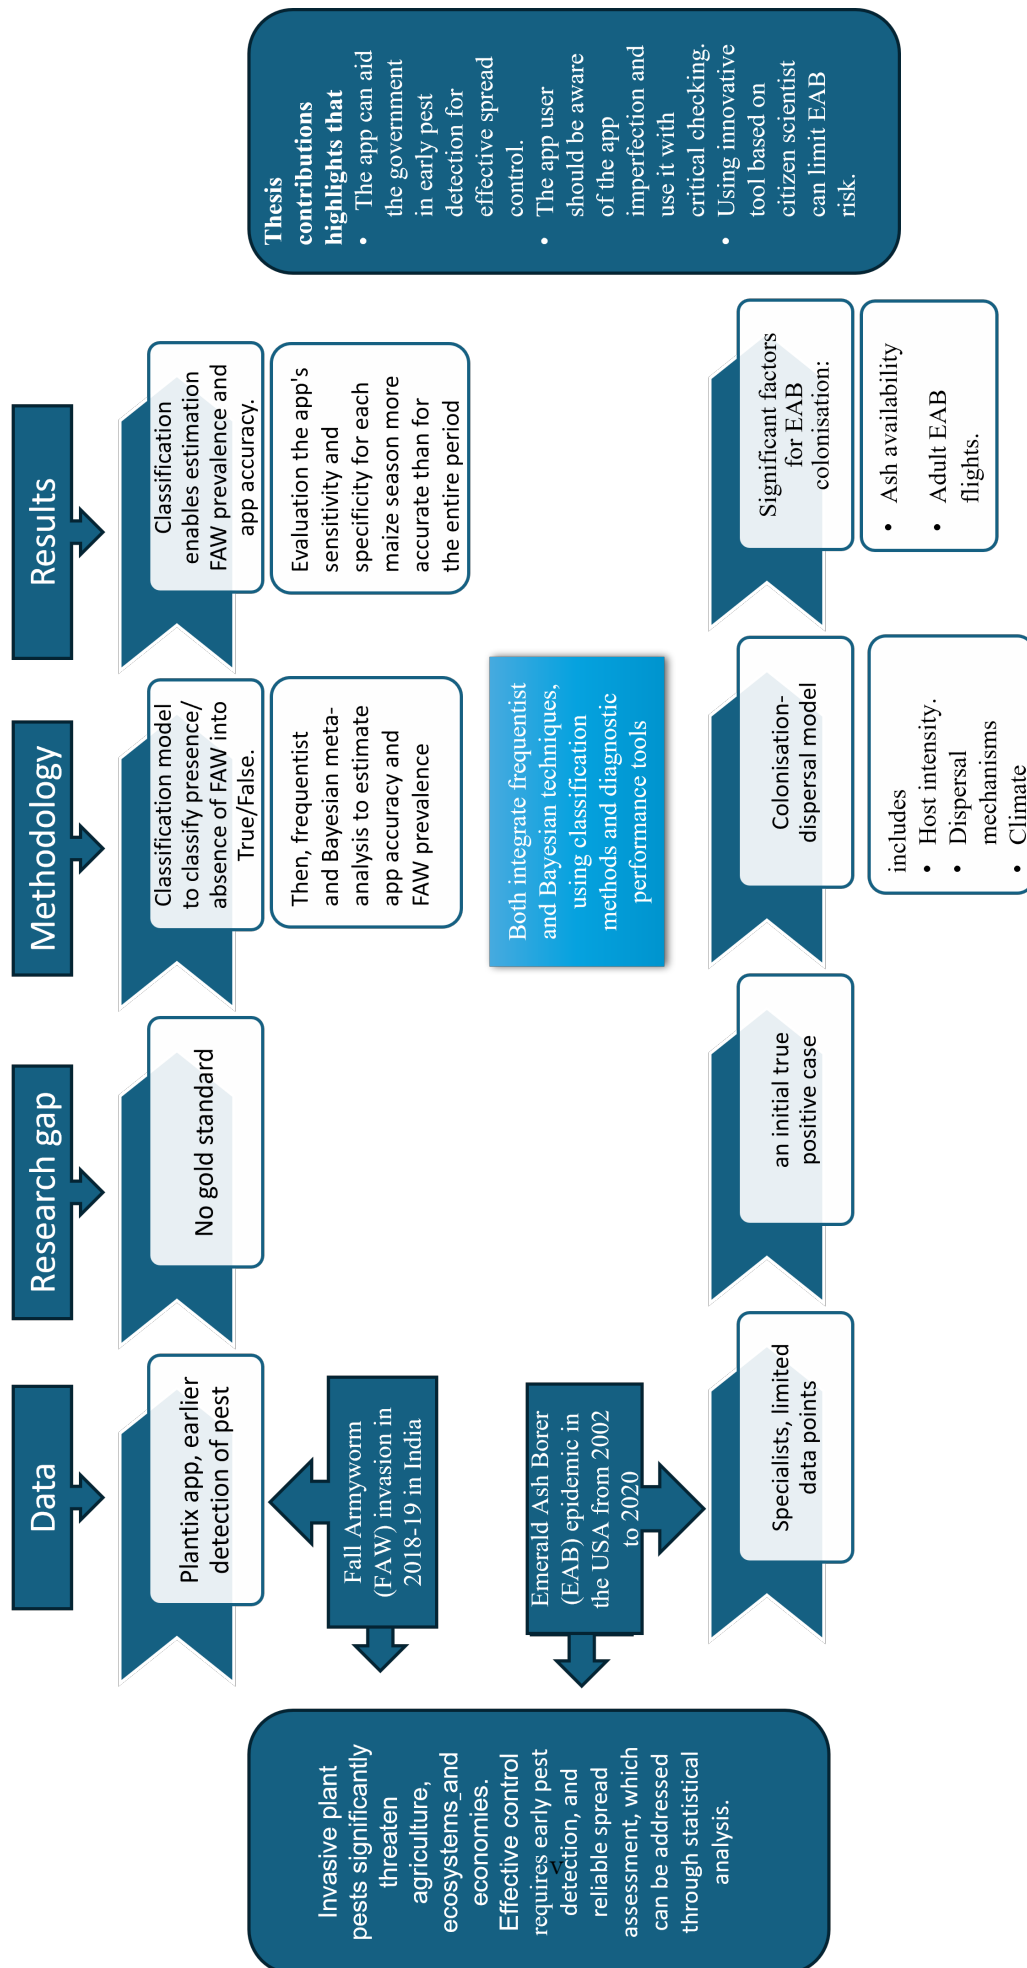 Invasive plant
pests significantly
threaten
agriculture,
ecosystems and
economies.
Effective control
requires early pest
detection, and
reliable spread
assessment, which
can be addressed
through statistical
analysis.
v
Data
Research gap
Methodology
Results
Plantix app, earlier
detection of pest
No gold standard
Classification model
to classify presence/
absence of FAW into
True/False.
Then, frequentist
and Bayesian meta-
analysis to estimate
app accuracy and
FAW prevalence
Classification
enables estimation
FAW prevalence and
app accuracy.
Evaluation the app's
sensitivity and
specificity for each
maize season more
accurate than for
the entire period
Fall Armyworm
(FAW) invasion in
2018-19 in India
Emerald Ash Borer
(EAB) epidemic in
the USA from 2002
to 2020
Both integrate frequentist
and Bayesian techniques,
using classification
methods and diagnostic
performance tools
Specialists, limited
data points
an initial true
positive case
Colonisation-
dispersal model
includes
• Host intensity.
• Dispersal
mechanisms
• Climate
Significant factors
for EAB
colonisation:
• Ash availability
• Adult EAB
flights.
Thesis
contributions
highlights that
• The app can aid
the government
in early pest
detection for
effective spread
control.
• The app user
should be aware
of the app
imperfection and
use it with
critical checking.
• Using innovative
tool based on
citizen scientist
can limit EAB
risk.